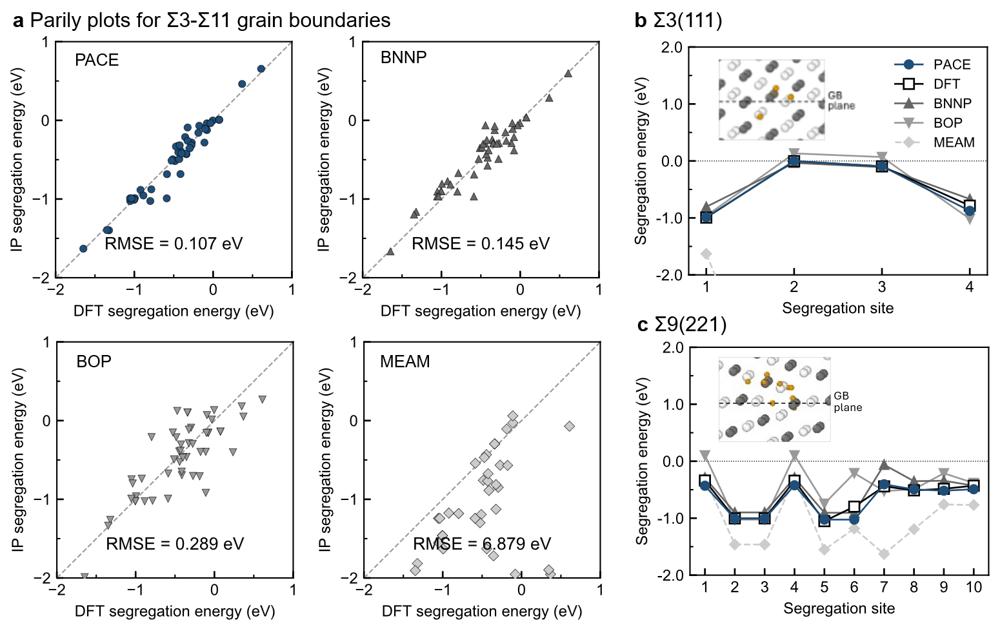 a Parily plots for Σ3-Σ11 grain boundaries
PACE
IP segregation energy (eV)
1
0
−1
−2
RMSE = 0.107 eV
−2 −1 0 1
DFT segregation energy (eV)
BNNP
IP segregation energy (eV)
1
0
−1
−2
RMSE = 0.145 eV
−2 −1 0 1
DFT segregation energy (eV)
BOP
IP segregation energy (eV)
1
0
−1
−2
RMSE = 0.289 eV
−2 −1 0 1
DFT segregation energy (eV)
MEAM
IP segregation energy (eV)
1
0
−1
−2
RMSE = 6.879 eV
−2 −1 0 1
DFT segregation energy (eV)
b Σ3(111)
Segregation energy (eV)
2.0
1.0
0.0
-1.0
-2.0
GB
plane
PACE
DFT
BNNP
BOP
MEAM
1 2 3 4
Segregation site
c Σ9(221)
Segregation energy (eV)
2.0
1.0
0.0
-1.0
-2.0
GB
plane
1 2 3 4 5 6 7 8 9 10
Segregation site